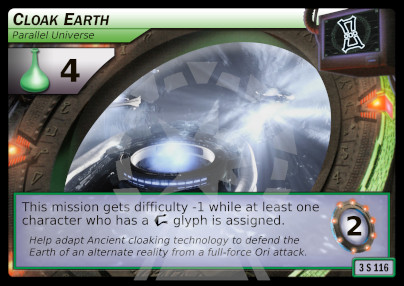 CLOAK EARTH
Parallel Universe
4
This mission gets difficulty -1 while at least one
character who has a glyph is assigned.
2
Help adapt Ancient cloaking technology to defend the
Earth of an alternate reality from a full-force Ori attack.
3 S 116